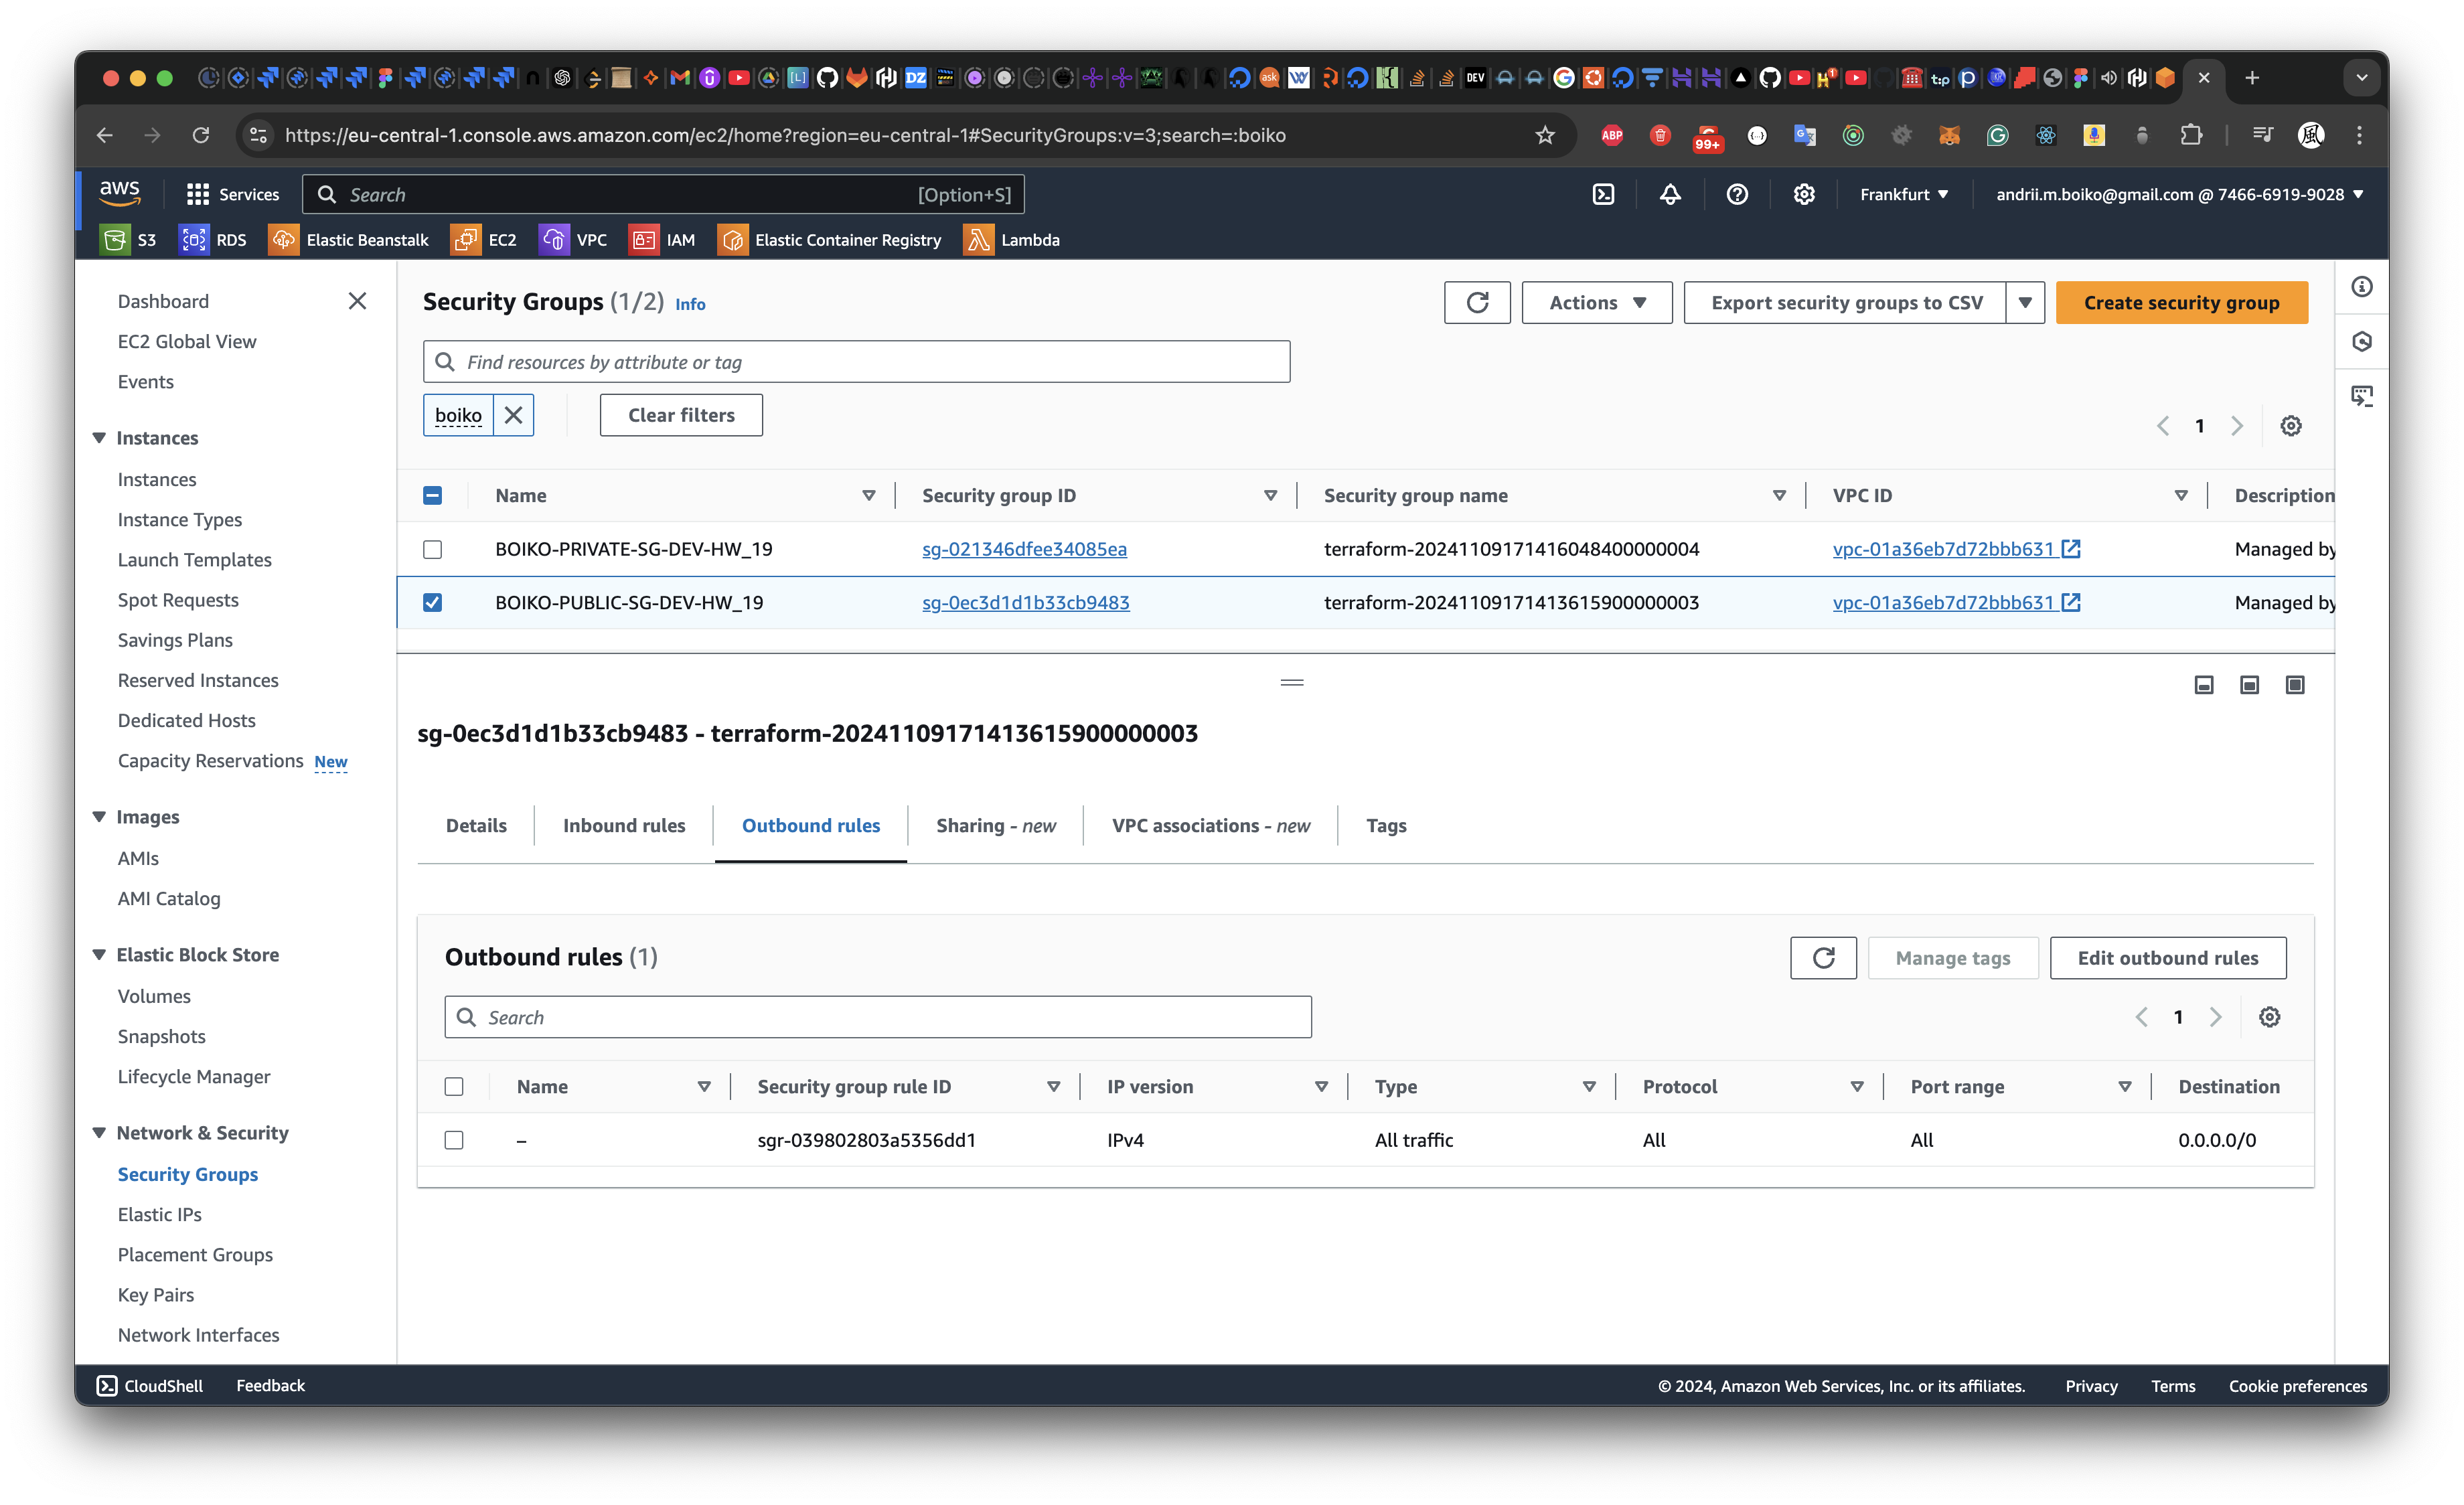 https://eu-central-1.console.aws.amazon.com/ec2/home?region=eu-central-1#SecurityGroups:v=3;search=:boiko
ABP
99+
aws
Services
Search
[Option+S]
Frankfurt
andrii.m.boiko@gmail.com @ 7466-6919-9028
S3
RDS
Elastic Beanstalk
EC2
VPC
IAM
Elastic Container Registry
Lambda
Dashboard
EC2 Global View
Events
Instances
Instances
Instance Types
Launch Templates
Spot Requests
Savings Plans
Reserved Instances
Dedicated Hosts
Capacity Reservations New
Images
AMIs
AMI Catalog
Elastic Block Store
Volumes
Snapshots
Lifecycle Manager
Network & Security
Security Groups
Elastic IPs
Placement Groups
Key Pairs
Network Interfaces
Security Groups (1/2) Info
Actions
Export security groups to CSV
Create security group
Find resources by attribute or tag
boiko
Clear filters
1
Name Security group ID Security group name VPC ID Description
BOIKO-PRIVATE-SG-DEV-HW_19 sg-021346dfee34085ea terraform-20241109171416048400000004 vpc-01a36eb7d72bbb631 Managed by
BOIKO-PUBLIC-SG-DEV-HW_19 sg-0ec3d1d1b33cb9483 terraform-20241109171413615900000003 vpc-01a36eb7d72bbb631 Managed by
sg-0ec3d1d1b33cb9483 - terraform-20241109171413615900000003
Details
Inbound rules
Outbound rules
Sharing - new
VPC associations - new
Tags
Outbound rules (1)
Manage tags
Edit outbound rules
Search
1
Name Security group rule ID IP version Type Protocol Port range Destination
– sgr-039802803a5356dd1 IPv4 All traffic All All 0.0.0.0/0
CloudShell
Feedback
© 2024, Amazon Web Services, Inc. or its affiliates.
Privacy
Terms
Cookie preferences